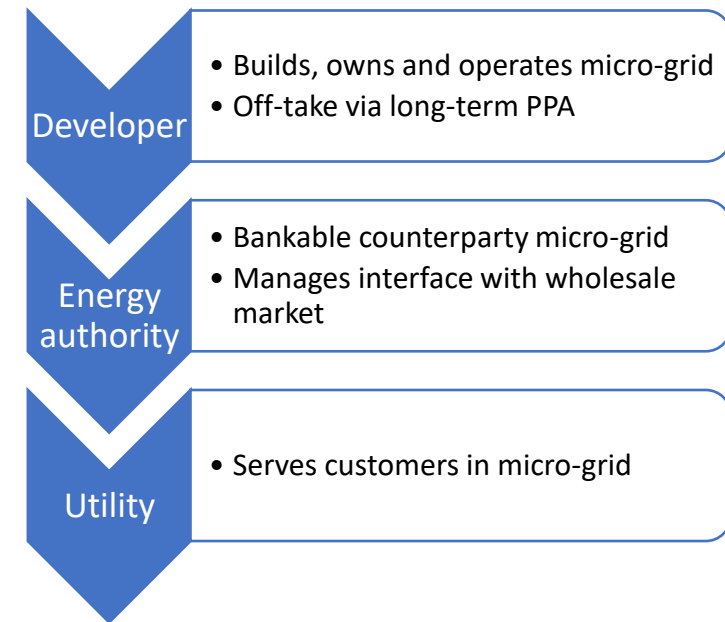 Developer
• Builds, owns and operates micro-grid
• Off-take via long-term PPA
Energy
authority
• Bankable counterparty micro-grid
• Manages interface with wholesale
market
Utility
• Serves customers in micro-grid